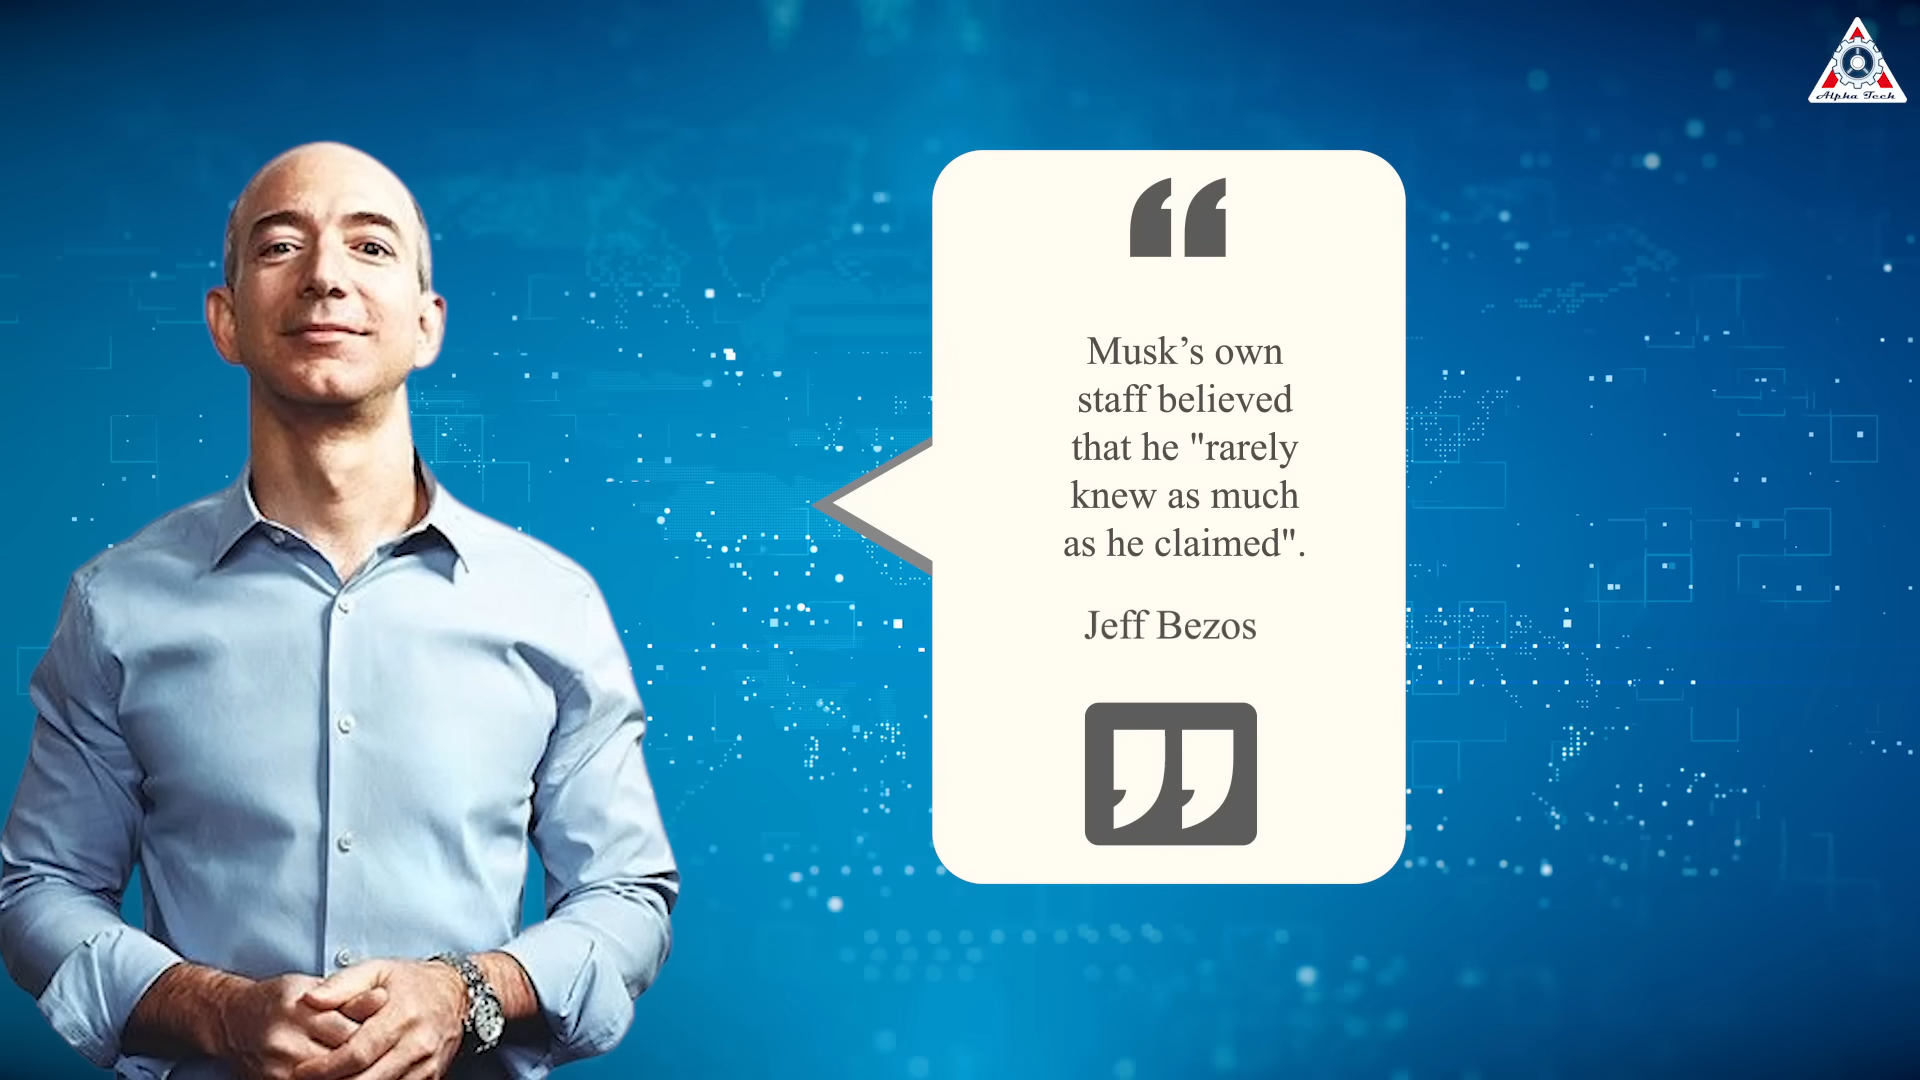 Alpha Tech
Musk’s own
staff believed
that he "rarely
knew as much
as he claimed".
Jeff Bezos